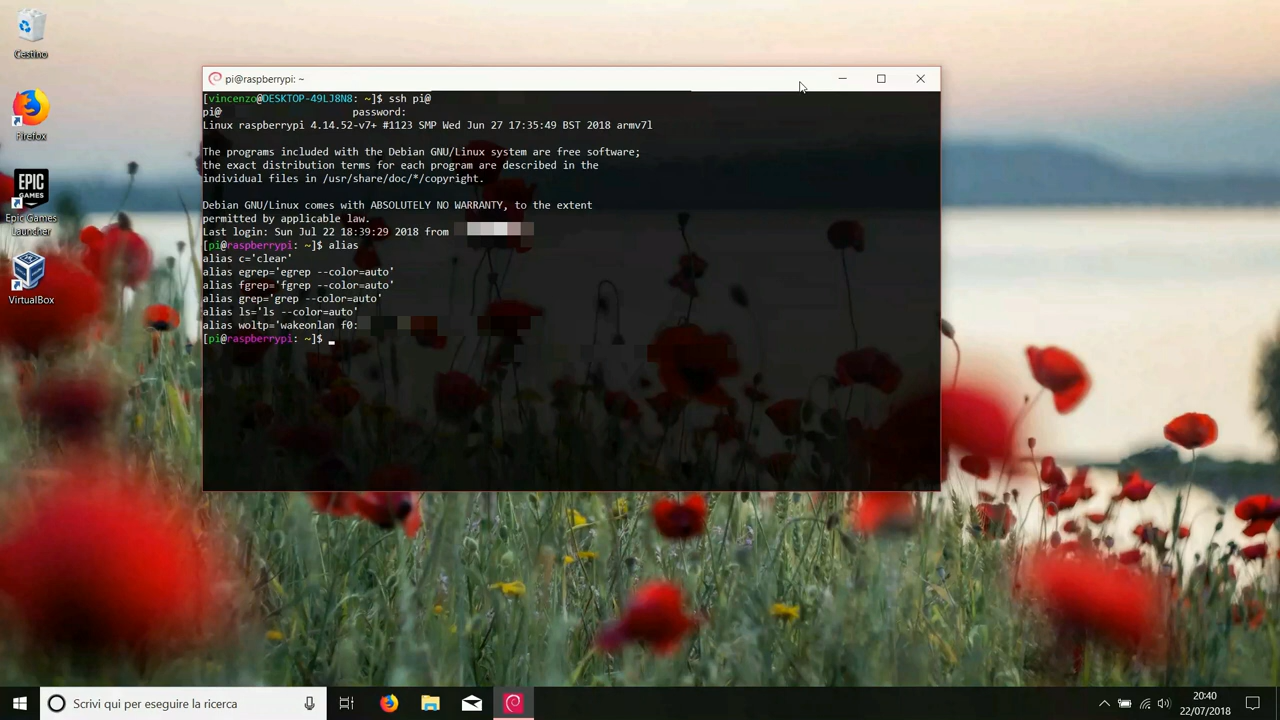 Cestino
Firefox
EPIC
GAMES
Epic Games
Launcher
VirtualBox
pi@raspberrypi: ~
[vincenzo@DESKTOP-49LJ8N8: ~]$ ssh pi@
pi@ password:
Linux raspberrypi 4.14.52-v7+ #1123 SMP Wed Jun 27 17:35:49 BST 2018 armv7l
The programs included with the Debian GNU/Linux system are free software;
the exact distribution terms for each program are described in the
individual files in /usr/share/doc/*/copyright.
Debian GNU/Linux comes with ABSOLUTELY NO WARRANTY, to the extent
permitted by applicable law.
Last login: Sun Jul 22 18:39:29 2018 from
[pi@raspberrypi: ~]$ alias
alias c='clear'
alias egrep='egrep --color=auto'
alias fgrep='fgrep --color=auto'
alias grep='grep --color=auto'
alias ls='ls --color=auto'
alias woltp='wakeonlan f0:
[pi@raspberrypi: ~]$
Scrivi qui per eseguire la ricerca
20:40
22/07/2018